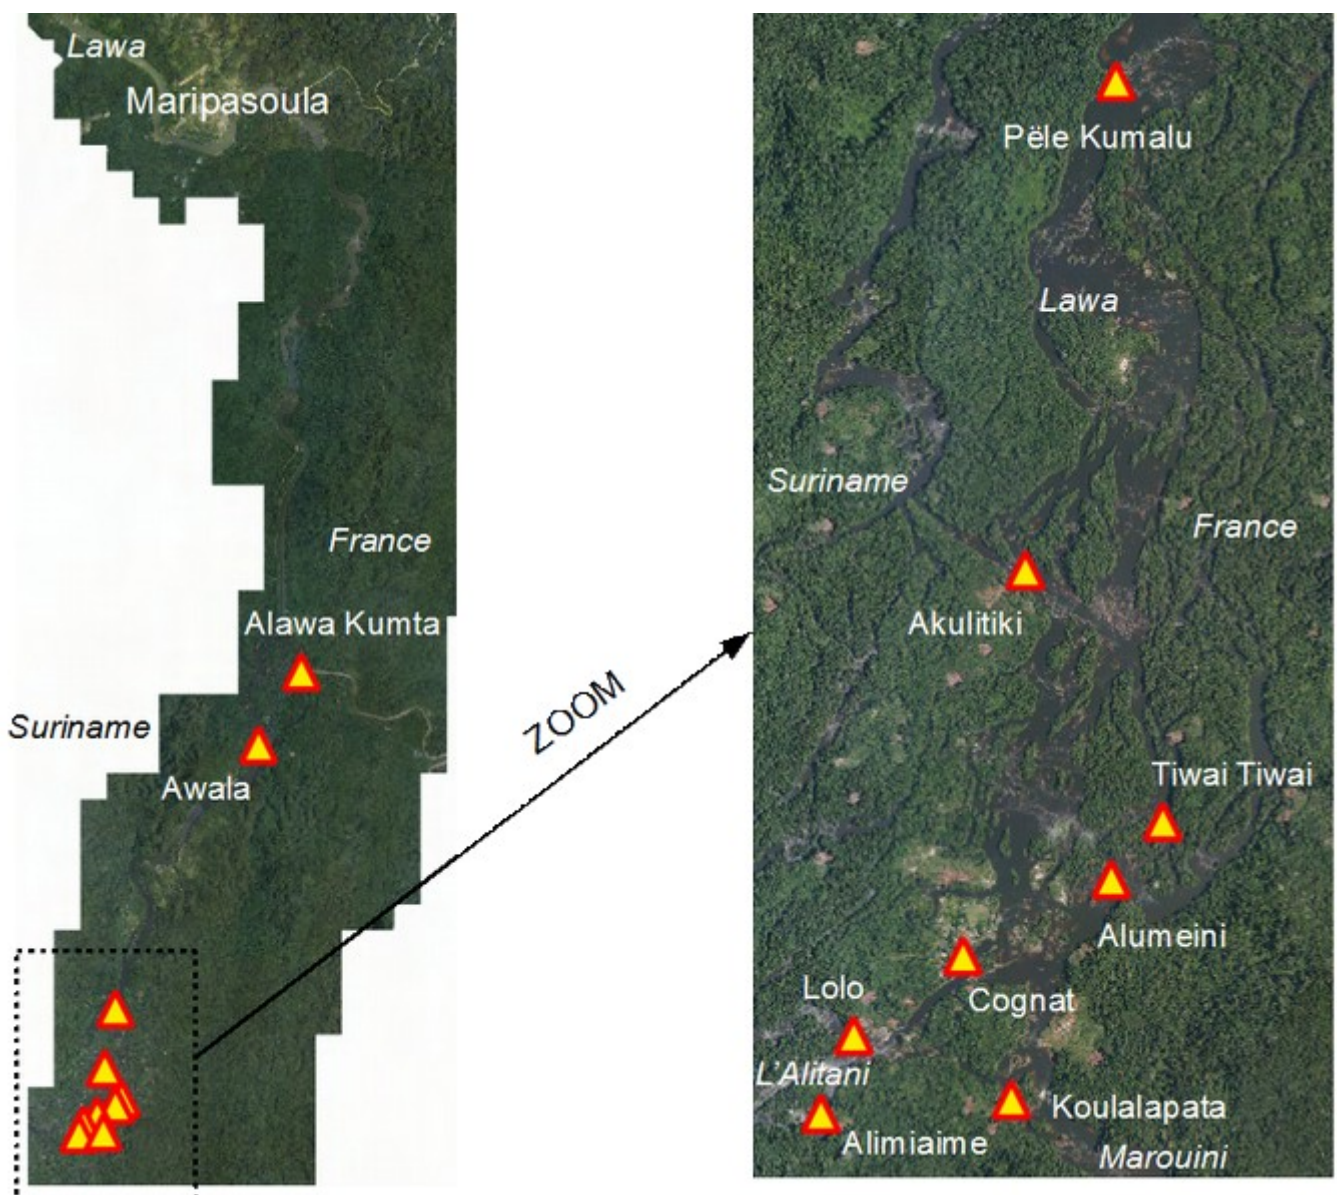 Lawa
Maripasoula
France
Alawa Kumta
Suriname
Awala
ZOOM
Pële Kumalu
Lawa
Suriname
France
Akulitiki
Tiwai Tiwai
Alumeini
Lolo
Cognat
L'Alitani
Koulalapata
Alimiaime
Marouini